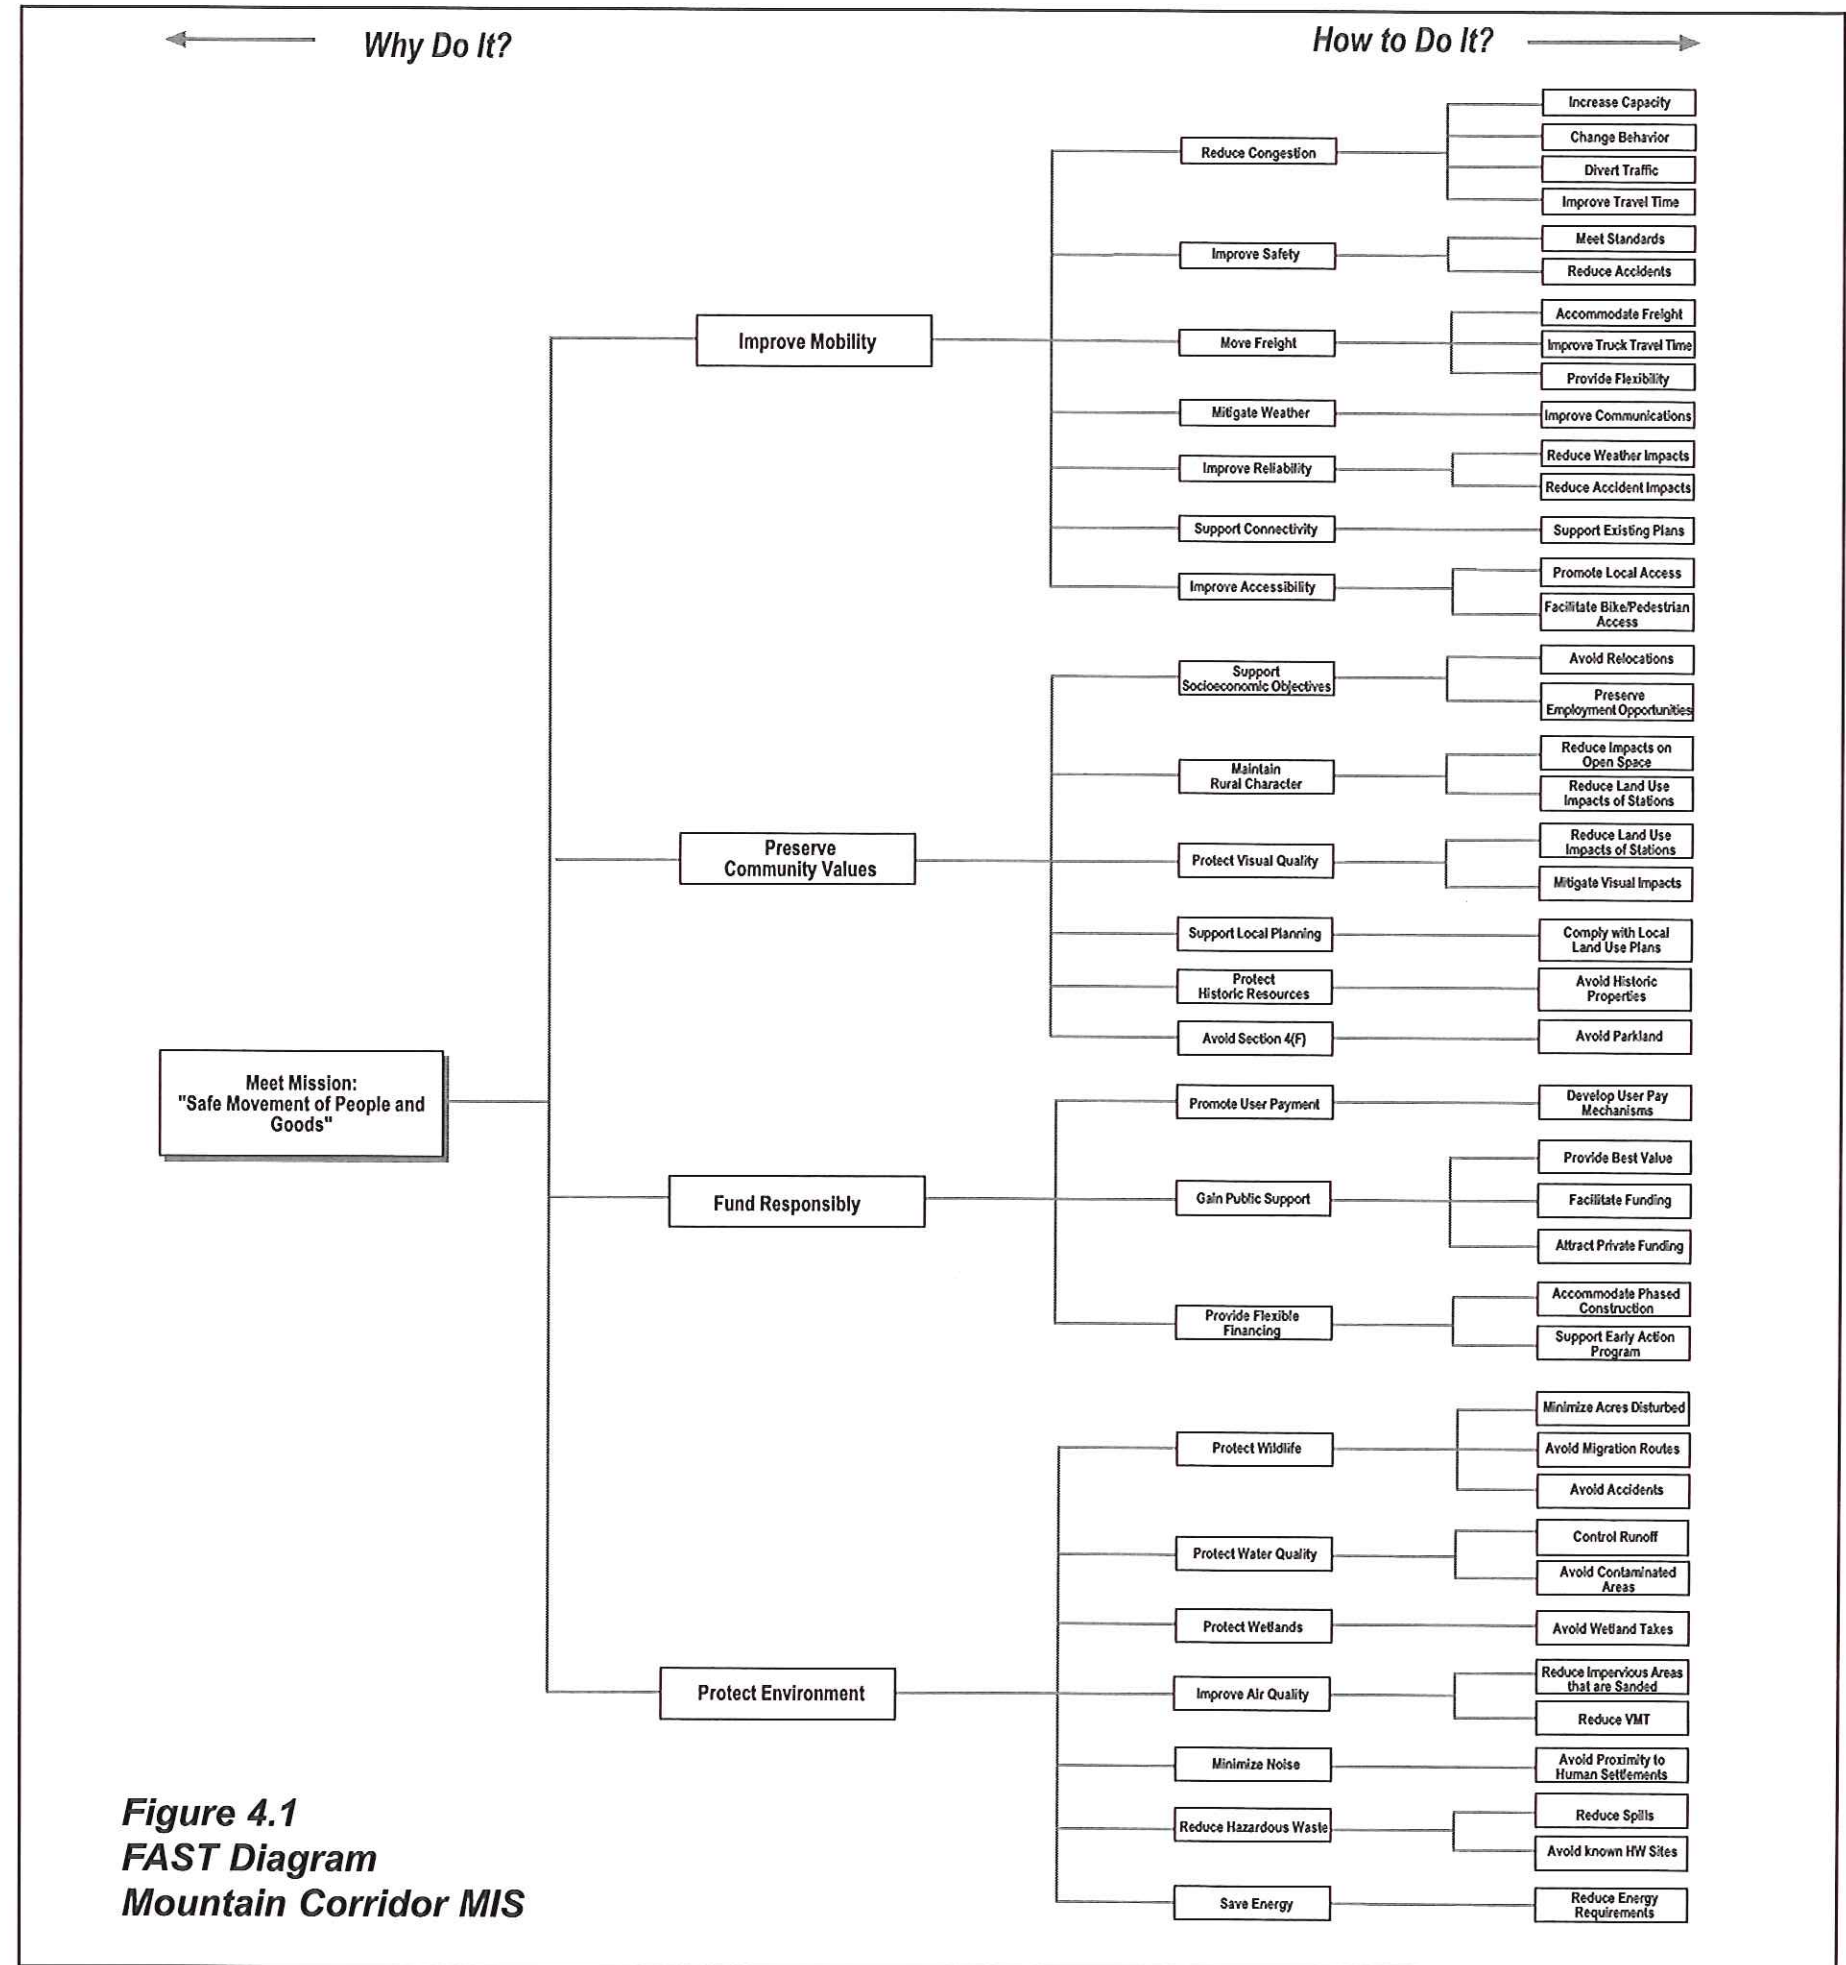 Why Do It?
How to Do It?
Increase Capacity
Reduce Congestion
Change Behavior
Divert Traffic
Improve Travel Time
Improve Safety
Meet Standards
Reduce Accidents
Improve Mobility
Move Freight
Accommodate Freight
Improve Truck Travel Time
Provide Flexibility
Mitigate Weather
Improve Communications
Improve Reliability
Reduce Weather Impacts
Reduce Accident Impacts
Support Connectivity
Support Existing Plans
Improve Accessibility
Promote Local Access
Facilitate Bike/Pedestrian
Access
Support
Socioeconomic Objectives
Avoid Relocations
Preserve
Employment Opportunities
Maintain
Rural Character
Reduce Impacts on
Open Space
Reduce Land Use
Impacts of Stations
Preserve
Community Values
Protect Visual Quality
Reduce Land Use
Impacts of Stations
Mitigate Visual Impacts
Support Local Planning
Comply with Local
Land Use Plans
Protect
Historic Resources
Avoid Historic
Properties
Avoid Section 4(F)
Avoid Parkland
Meet Mission:
"Safe Movement of People and
Goods"
Promote User Payment
Develop User Pay
Mechanisms
Fund Responsibly
Gain Public Support
Provide Best Value
Facilitate Funding
Attract Private Funding
Provide Flexible
Financing
Accommodate Phased
Construction
Support Early Action
Program
Protect Wildlife
Minimize Acres Disturbed
Avoid Migration Routes
Avoid Accidents
Protect Water Quality
Control Runoff
Avoid Contaminated
Areas
Protect Wetlands
Avoid Wetland Takes
Protect Environment
Improve Air Quality
Reduce Impervious Areas
that are Sanded
Reduce VMT
Minimize Noise
Avoid Proximity to
Human Settlements
Reduce Hazardous Waste
Reduce Spills
Avoid known HW Sites
Save Energy
Reduce Energy
Requirements
Figure 4.1
FAST Diagram
Mountain Corridor MIS